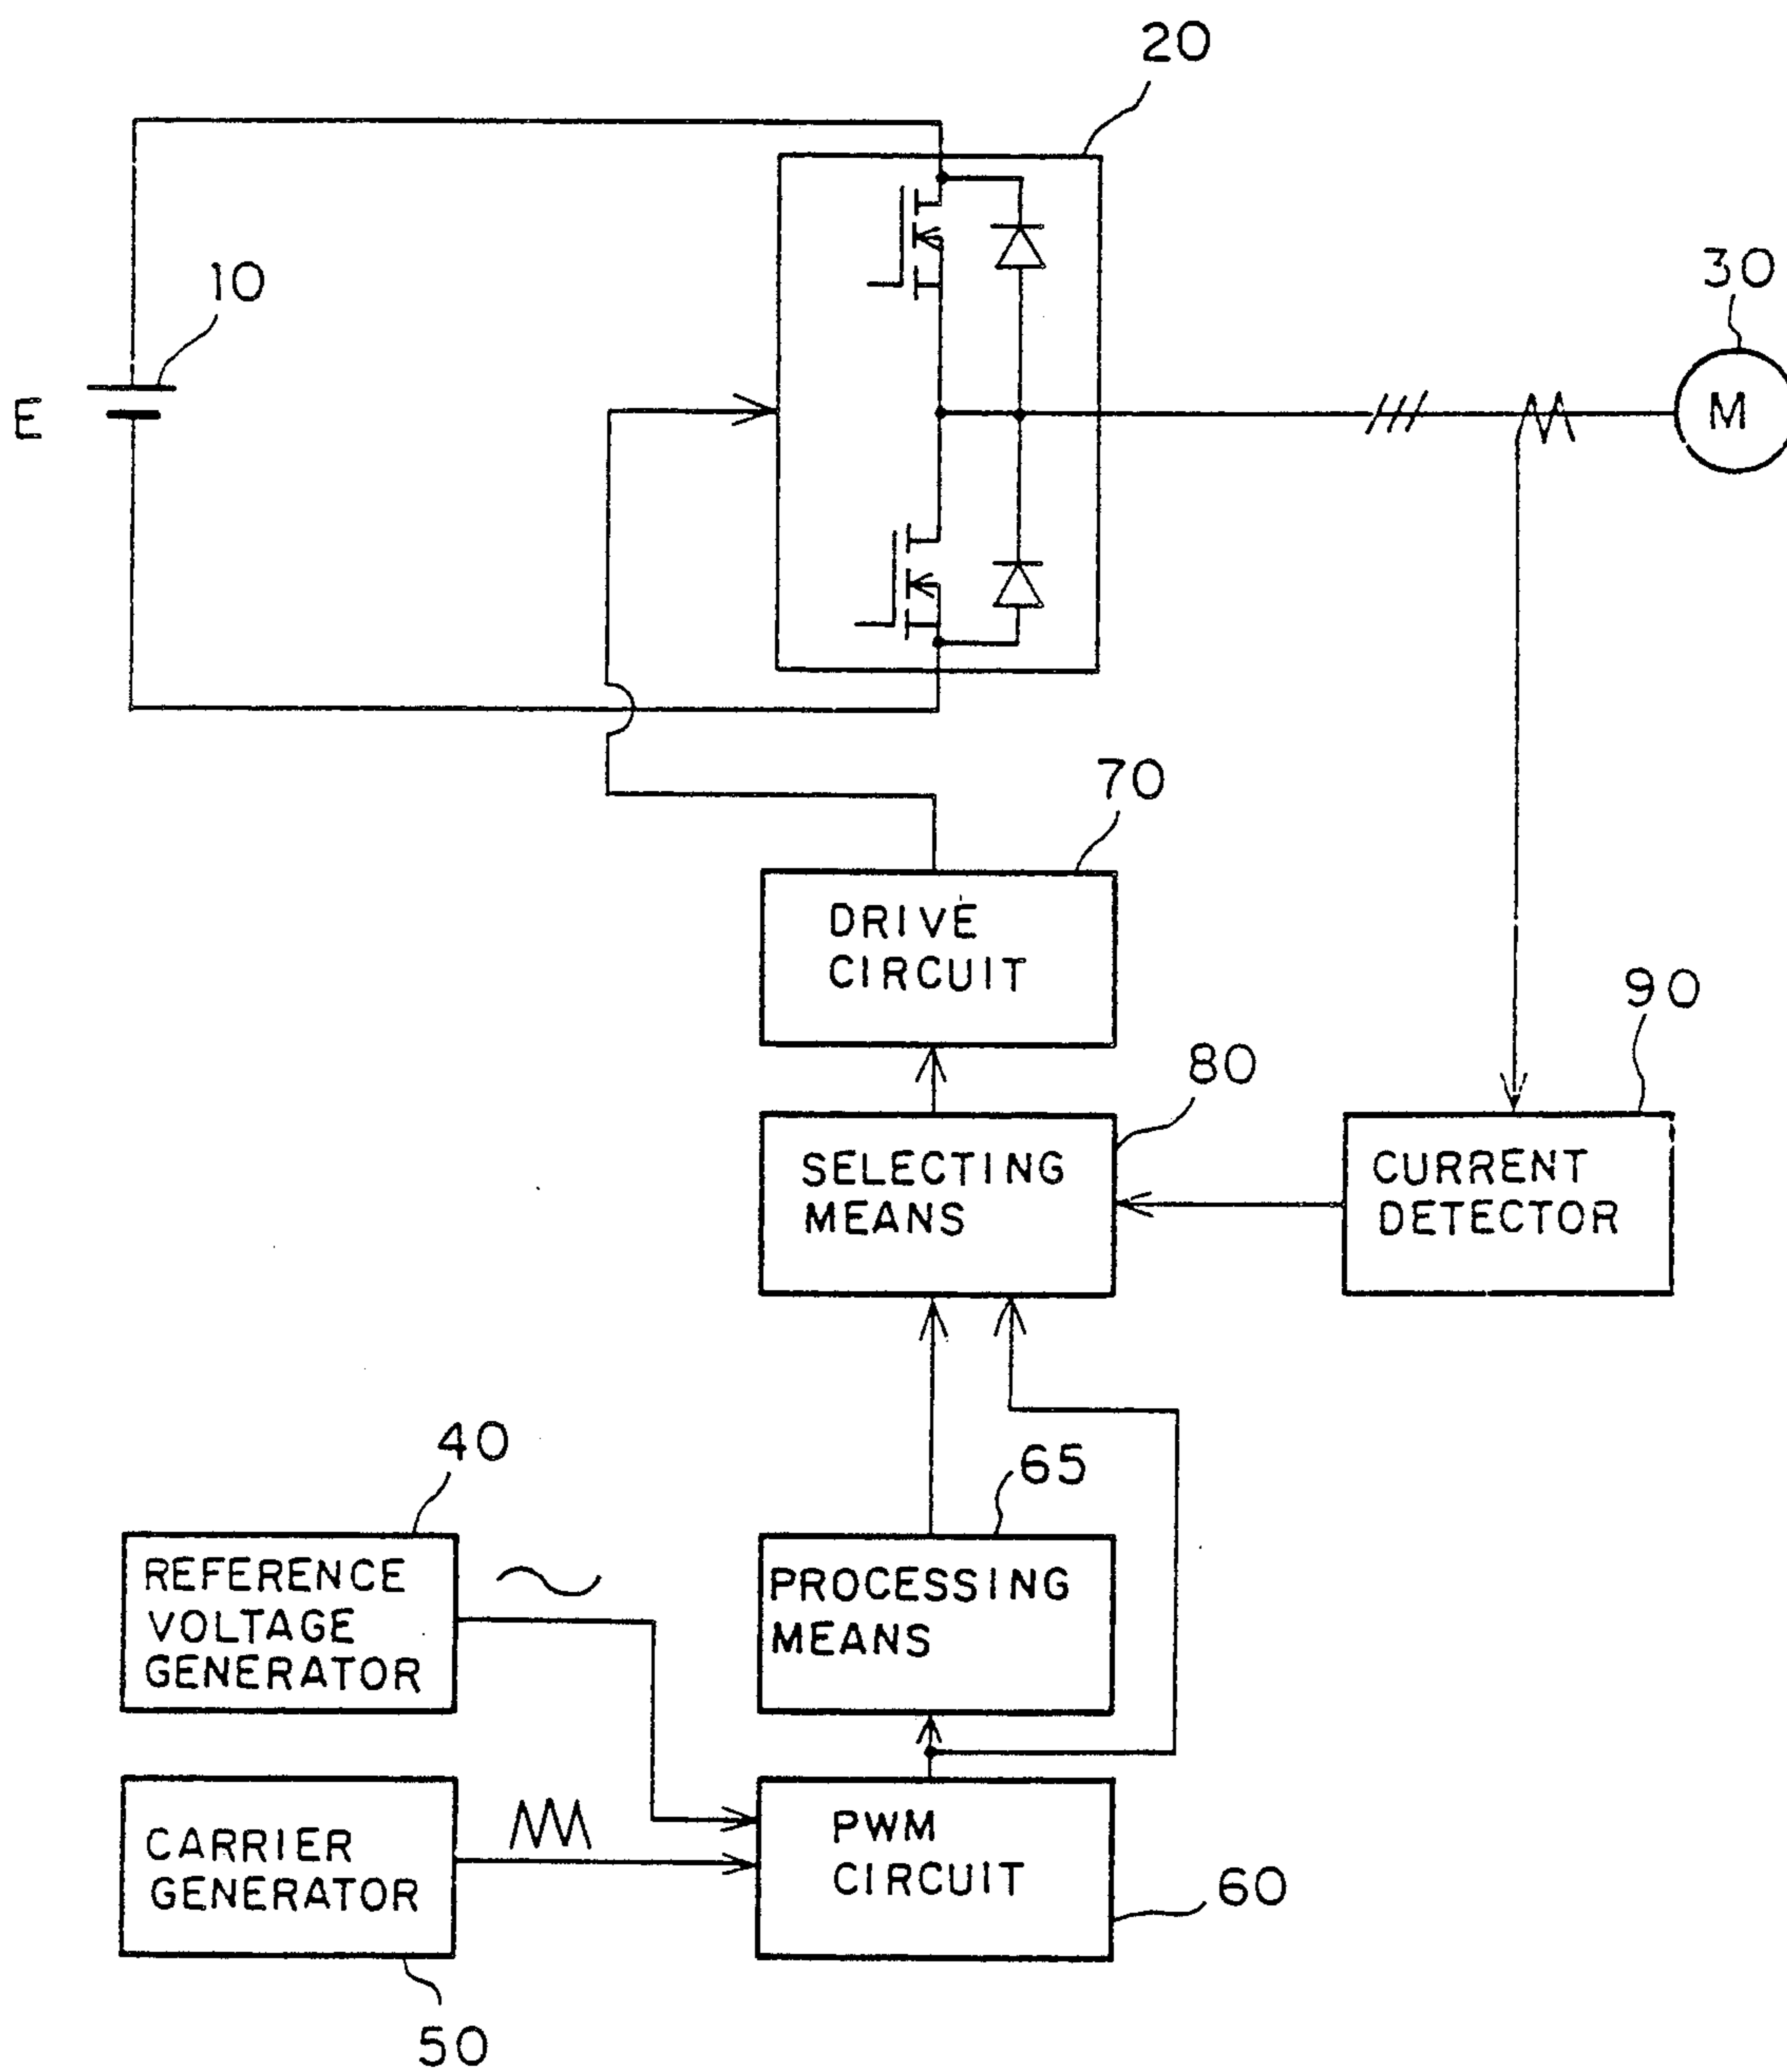 20
10
30
E
M
70
DRIVE
CIRCUIT
90
80
SELECTING
MEANS
CURRENT
DETECTOR
40
65
REFERENCE
VOLTAGE
GENERATOR
PROCESSING
MEANS
CARRIER
GENERATOR
PWM
CIRCUIT
60
50